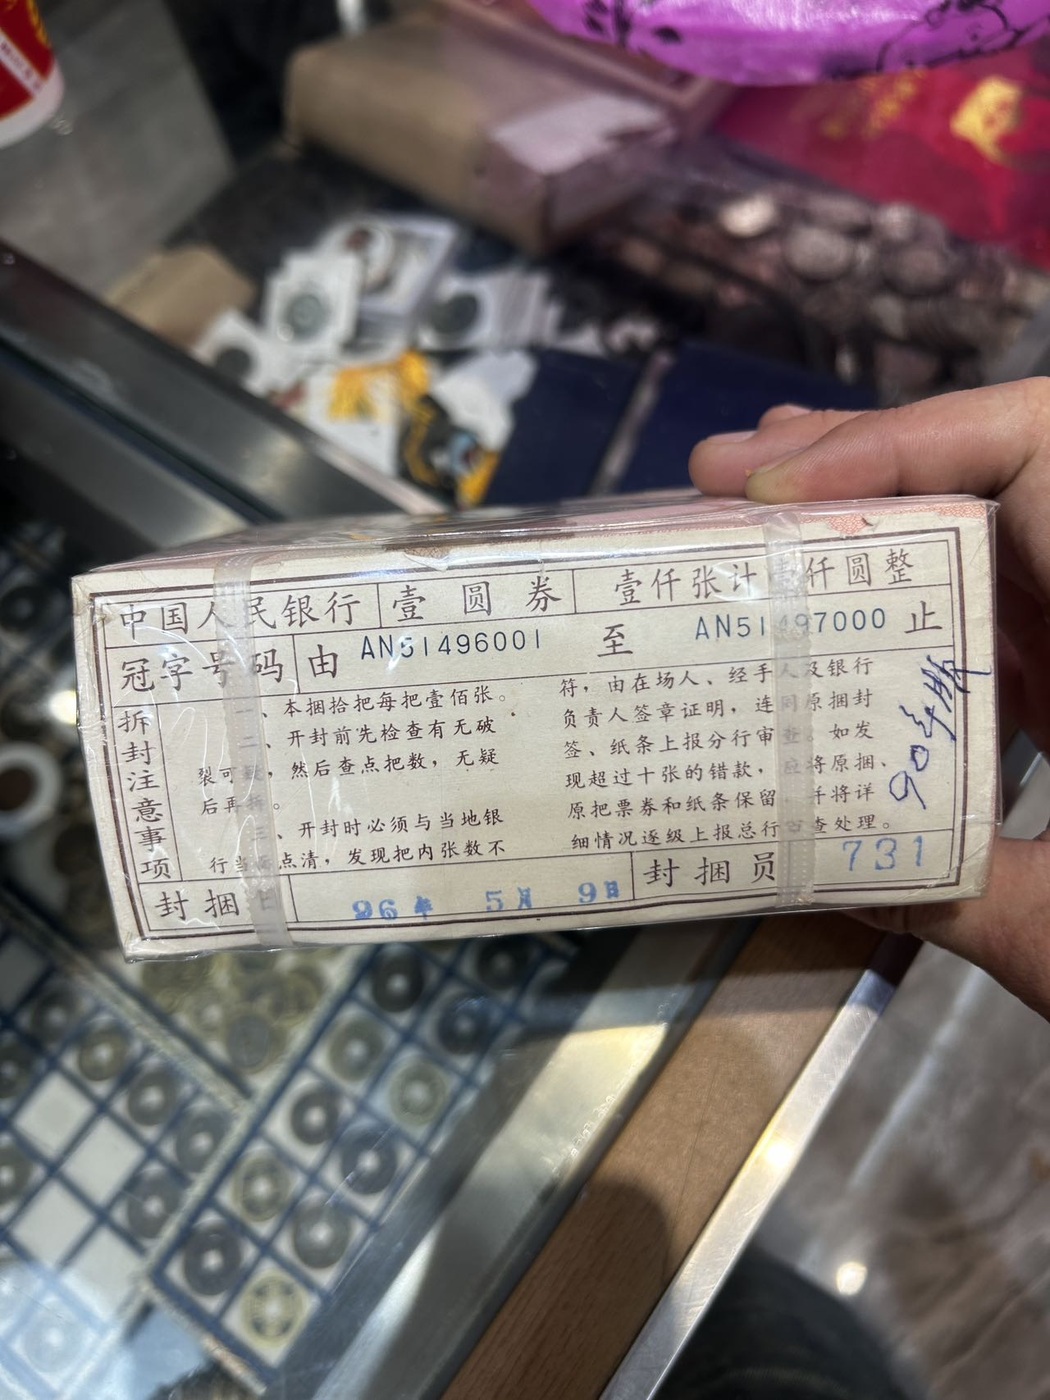 中国人民银行 壹圆券 壹仟张计壹仟圆整
冠字号码 由 AN51496001 至 AN51497000 止
拆封注意事项
一、本捆拾把每把壹佰张。
二、开封前先检查有无破
裂可疑，然后查点把数，无疑
后再拆。
三、开封时必须与当地银
行当面点清，发现把内张数不
符，由在场人、经手人及银行
负责人签章证明，连同原捆封
签、纸条上报分行审查。如发
现超过十张的错款，应将原捆、
原把票券和纸条保留，并将详
细情况逐级上报总行审查处理。
90年版
封捆日 96年 5月 9日 封捆员 731